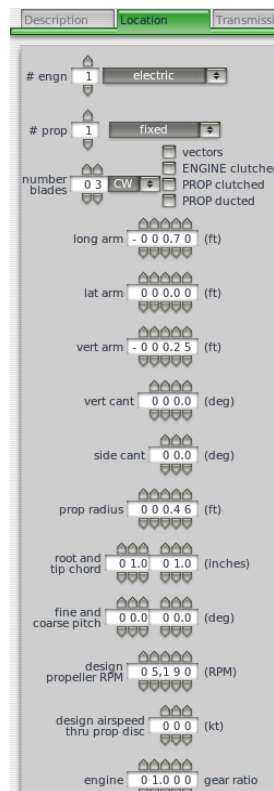 Description Location Transmissi
# engn 1 electric
# prop 1 fixed
vectors
ENGINE clutched
number blades 0 3 CW PROP clutched
PROP ducted
long arm - 0 0 0.7 0 (ft)
lat arm 0 0 0.0 0 (ft)
vert arm - 0 0 0.2 5 (ft)
vert cant 0 0 0.0 (deg)
side cant 0 0.0 (deg)
prop radius 0 0 0.4 6 (ft)
root and
tip chord 0 1.0 0 1.0 (inches)
fine and
coarse pitch 0 0.0 0 0.0 (deg)
design
propeller RPM 0 5,1 9 0 (RPM)
design airspeed
thru prop disc 0 0 0 (kt)
engine 0 1.0 0 0 gear ratio